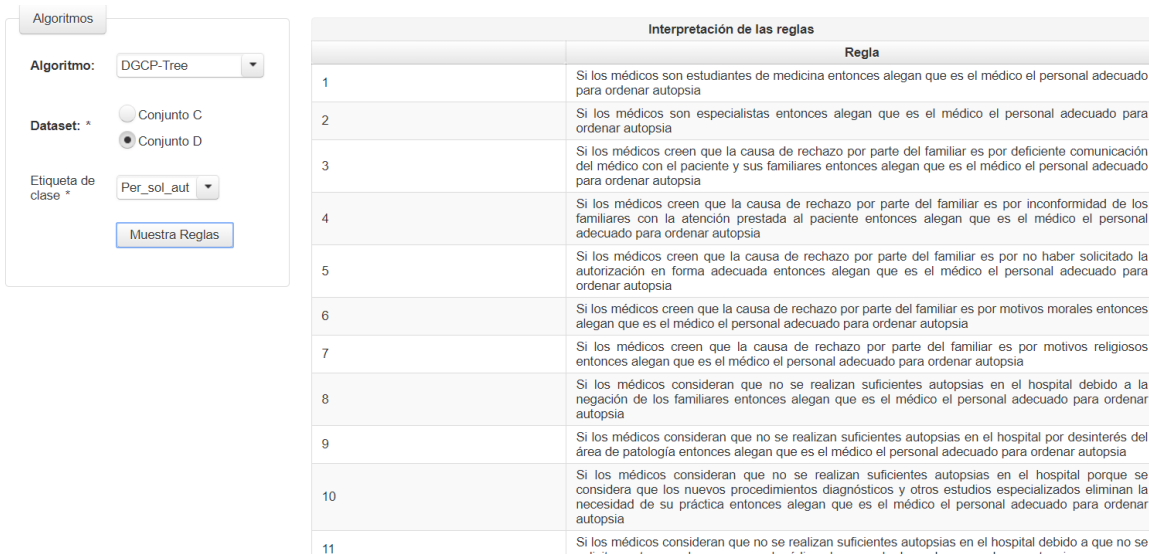 Algoritmos
Algoritmo:
DGCP-Tree
Dataset: *
Conjunto C
Conjunto D
Etiqueta de
clase *
Per_sol_aut
Muestra Reglas
Interpretación de las reglas
Regla
1
Si los médicos son estudiantes de medicina entonces alegan que es el médico el personal adecuado
para ordenar autopsia
2
Si los médicos son especialistas entonces alegan que es el médico el personal adecuado para
ordenar autopsia
3
Si los médicos creen que la causa de rechazo por parte del familiar es por deficiente comunicación
del médico con el paciente y sus familiares entonces alegan que es el médico el personal adecuado
para ordenar autopsia
4
Si los médicos creen que la causa de rechazo por parte del familiar es por inconformidad de los
familiares con la atención prestada al paciente entonces alegan que es el médico el personal
adecuado para ordenar autopsia
5
Si los médicos creen que la causa de rechazo por parte del familiar es por no haber solicitado la
autorización en forma adecuada entonces alegan que es el médico el personal adecuado para
ordenar autopsia
6
Si los médicos creen que la causa de rechazo por parte del familiar es por motivos morales entonces
alegan que es el médico el personal adecuado para ordenar autopsia
7
Si los médicos creen que la causa de rechazo por parte del familiar es por motivos religiosos
entonces alegan que es el médico el personal adecuado para ordenar autopsia
8
Si los médicos consideran que no se realizan suficientes autopsias en el hospital debido a la
negación de los familiares entonces alegan que es el médico el personal adecuado para ordenar
autopsia
9
Si los médicos consideran que no se realizan suficientes autopsias en el hospital por desinterés del
área de patología entonces alegan que es el médico el personal adecuado para ordenar autopsia
10
Si los médicos consideran que no se realizan suficientes autopsias en el hospital porque se
considera que los nuevos procedimientos diagnósticos y otros estudios especializados eliminan la
necesidad de su práctica entonces alegan que es el médico el personal adecuado para ordenar
autopsia
11
Si los médicos consideran que no se realizan suficientes autopsias en el hospital debido a que no se